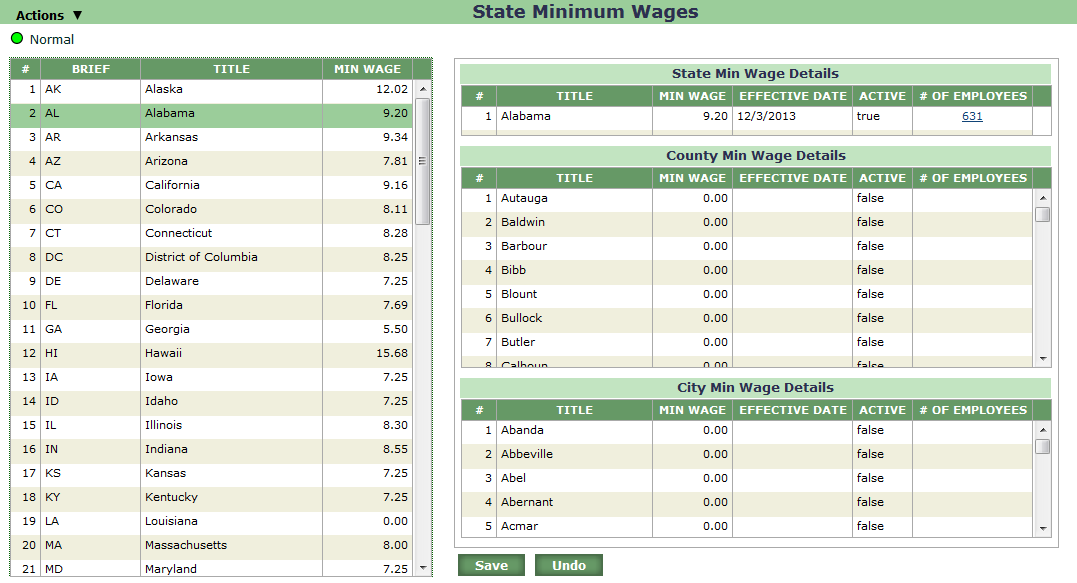 Actions ▼
State Minimum Wages
Normal
# BRIEF TITLE MIN WAGE
1 AK Alaska 12.02
2 AL Alabama 9.20
3 AR Arkansas 9.34
4 AZ Arizona 7.81
5 CA California 9.16
6 CO Colorado 8.11
7 CT Connecticut 8.28
8 DC District of Columbia 8.25
9 DE Delaware 7.25
10 FL Florida 7.69
11 GA Georgia 5.50
12 HI Hawaii 15.68
13 IA Iowa 7.25
14 ID Idaho 7.25
15 IL Illinois 8.30
16 IN Indiana 8.55
17 KS Kansas 7.25
18 KY Kentucky 7.25
19 LA Louisiana 0.00
20 MA Massachusetts 8.00
21 MD Maryland 7.25
State Min Wage Details
# TITLE MIN WAGE EFFECTIVE DATE ACTIVE # OF EMPLOYEES
1 Alabama 9.20 12/3/2013 true 631
County Min Wage Details
# TITLE MIN WAGE EFFECTIVE DATE ACTIVE # OF EMPLOYEES
1 Autauga 0.00 false
2 Baldwin 0.00 false
3 Barbour 0.00 false
4 Bibb 0.00 false
5 Blount 0.00 false
6 Bullock 0.00 false
7 Butler 0.00 false
8 Calhoun 0.00 false
City Min Wage Details
# TITLE MIN WAGE EFFECTIVE DATE ACTIVE # OF EMPLOYEES
1 Abanda 0.00 false
2 Abbeville 0.00 false
3 Abel 0.00 false
4 Abernant 0.00 false
5 Acmar 0.00 false
Save Undo